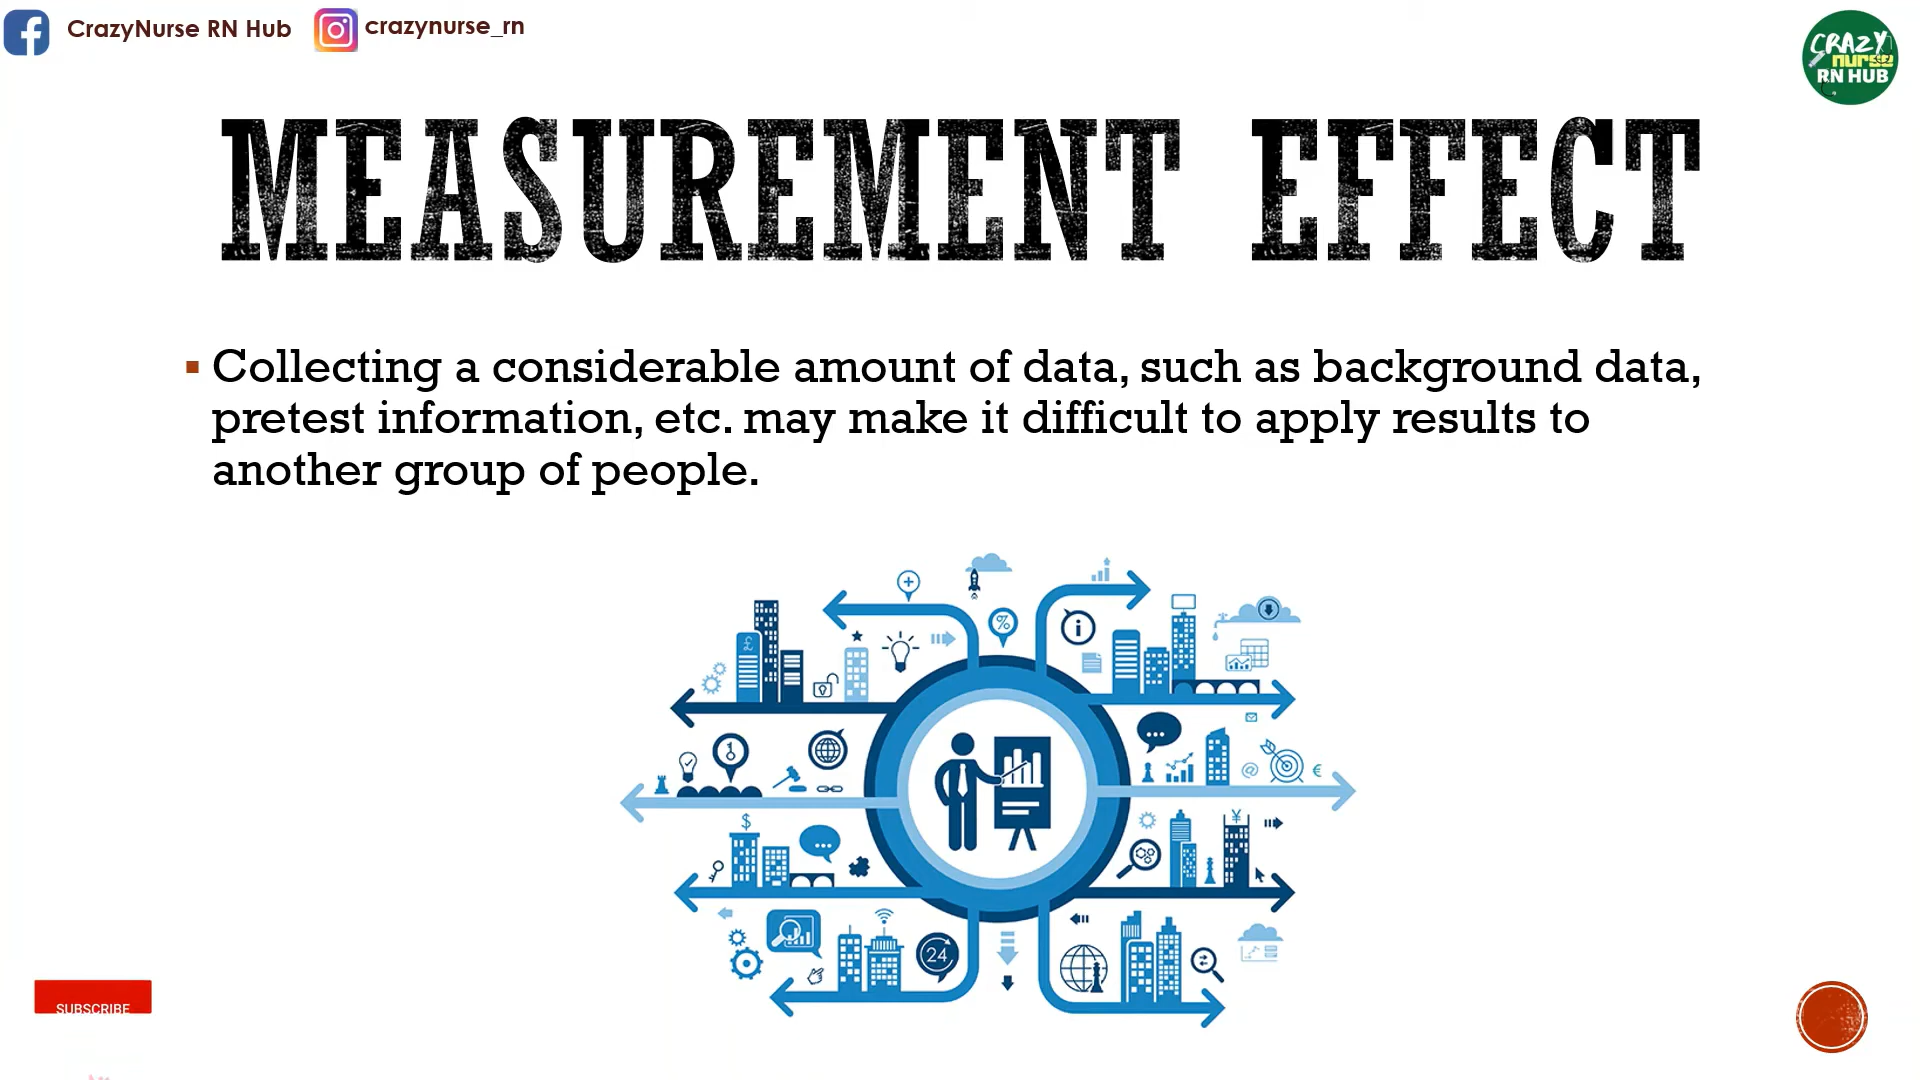 CrazyNurse RN Hub
crazynurse_rn
CRAZY
nurse
RN HUB
MEASUREMENT EFFECT
Collecting a considerable amount of data, such as background data,
pretest information, etc. may make it difficult to apply results to
another group of people.
24
SUBSCRIBE